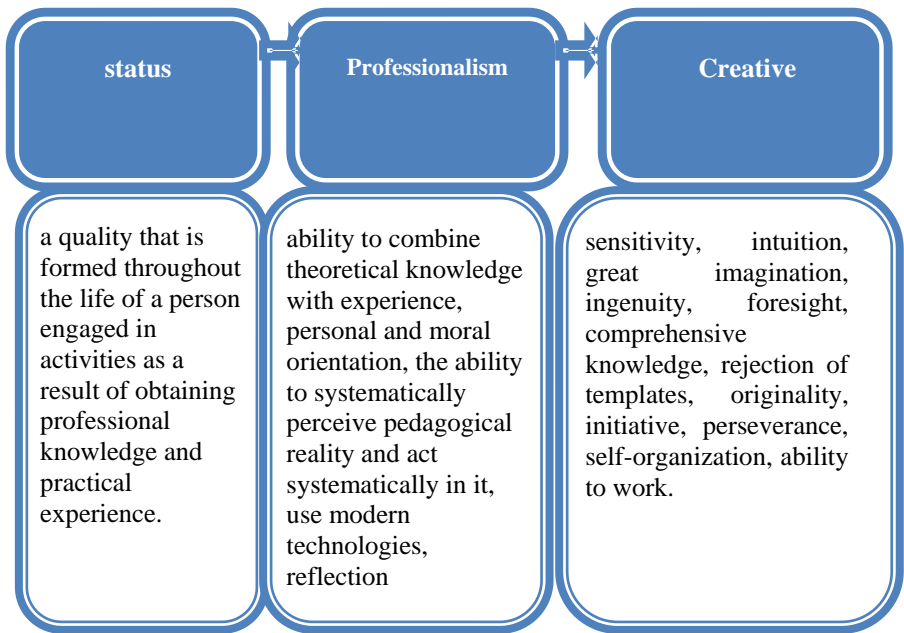 status
Professionalism
Creative
a quality that is
formed throughout
the life of a person
engaged in
activities as a
result of obtaining
professional
knowledge and
practical
experience.
ability to combine
theoretical knowledge
with experience,
personal and moral
orientation, the ability
to systematically
perceive pedagogical
reality and act
systematically in it,
use modern
technologies,
reflection
sensitivity, intuition,
great imagination,
ingenuity, foresight,
comprehensive
knowledge, rejection of
templates, originality,
initiative, perseverance,
self-organization, ability
to work.